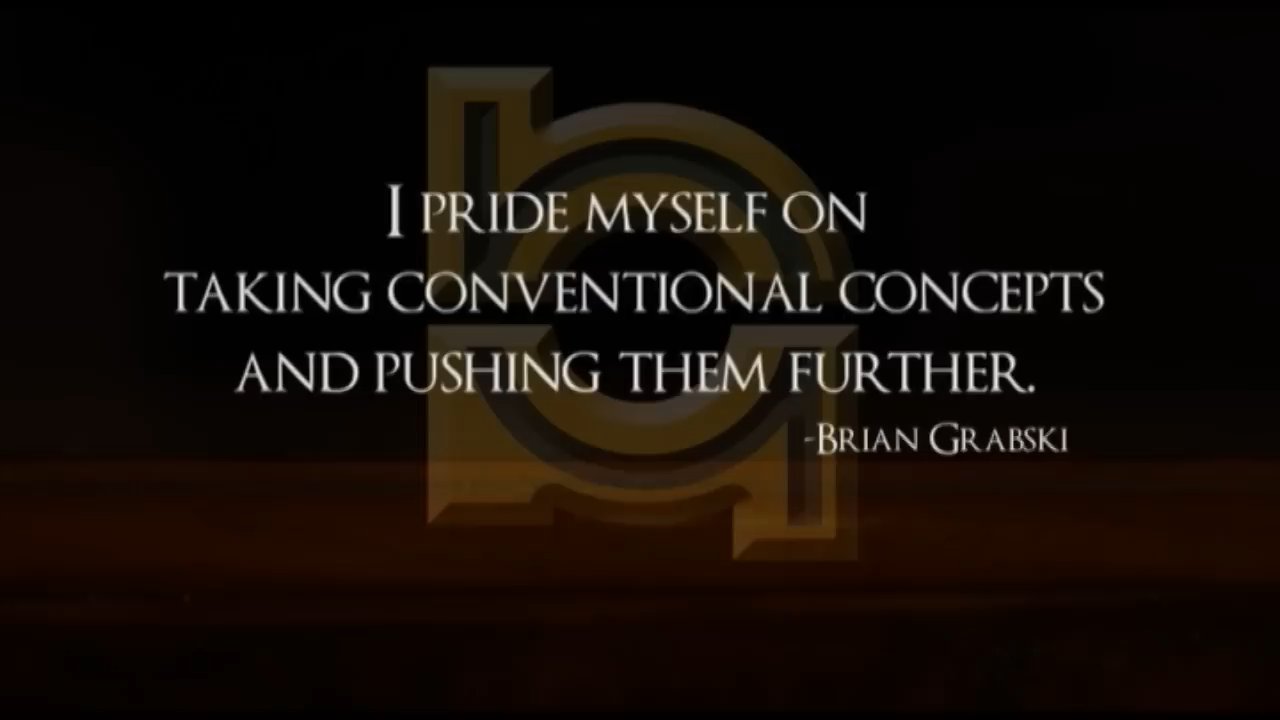 I PRIDE MYSELF ON
TAKING CONVENTIONAL CONCEPTS
AND PUSHING THEM FURTHER.
-BRIAN GRABSKI